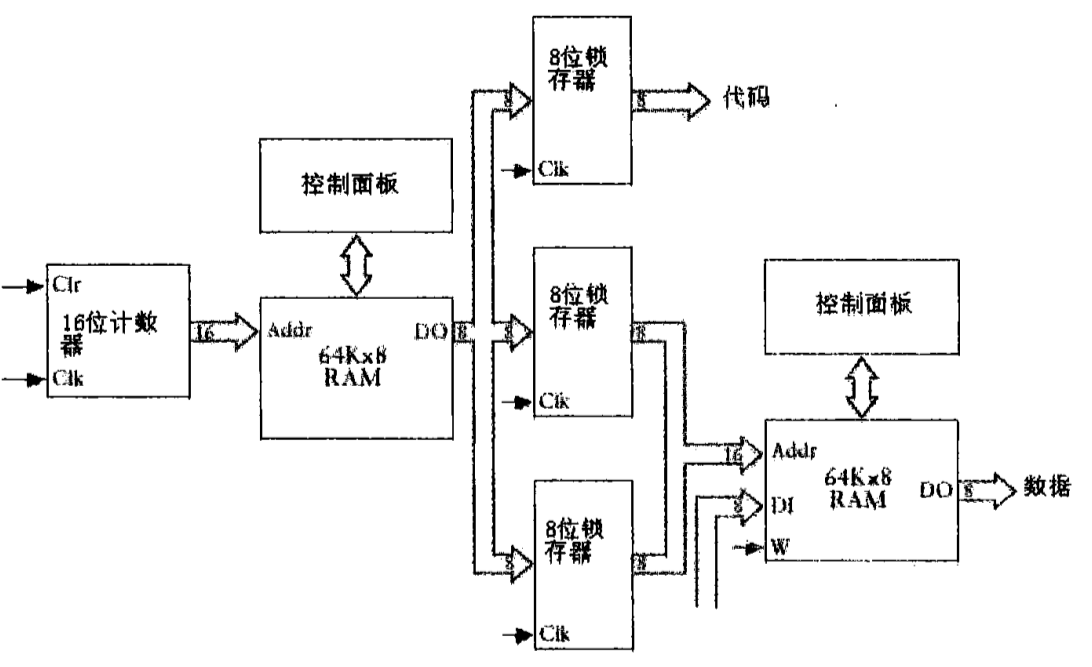 8位锁
存器
8
8
代码
Clk
控制面板
Clr
16位计数
器
Clk
16
Addr
DO
8
64Kx8
RAM
8位锁
存器
8
8
Clk
控制面板
8位锁
存器
8
8
Clk
16
Addr
64Kx8
RAM
DO
8
数据
8
DI
W